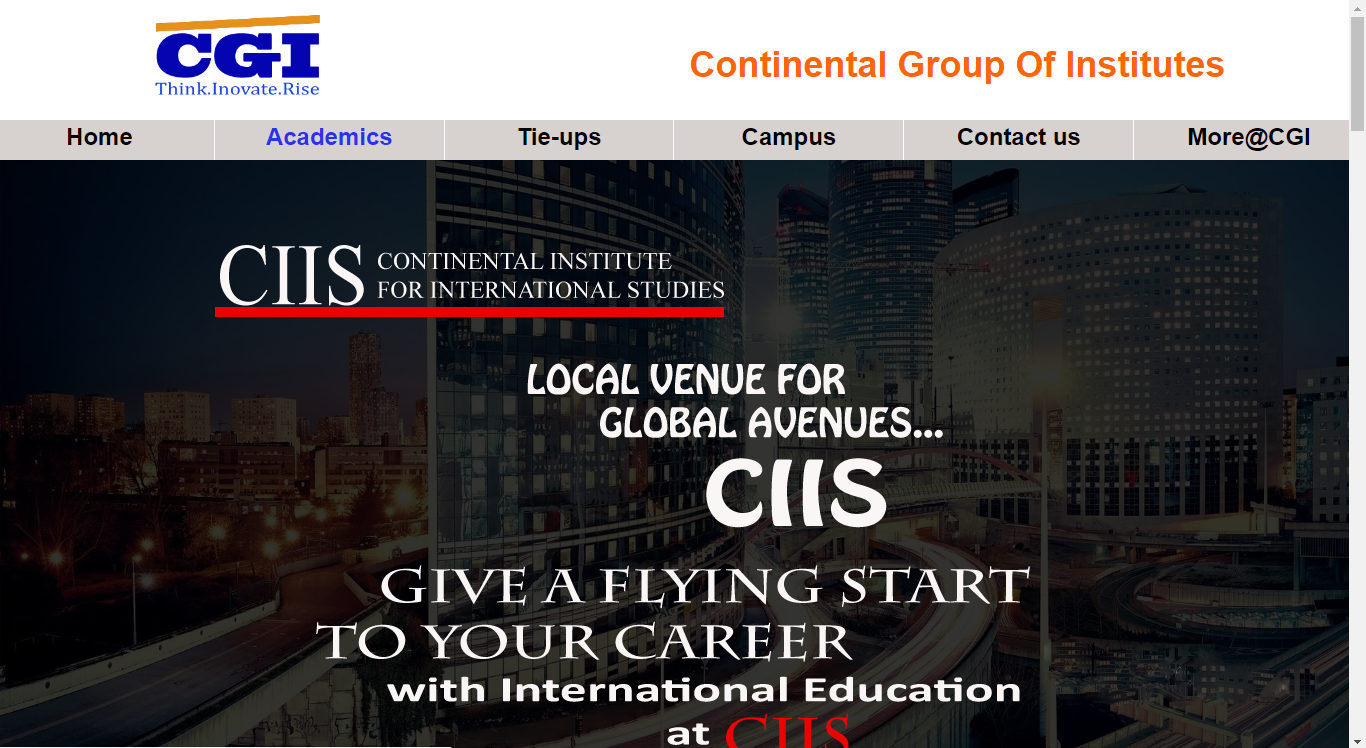 CGI
Think.Inovate.Rise
Continental Group Of Institutes
Home Academics Tie-ups Campus Contact us More@CGI
CIIS CONTINENTAL INSTITUTE
FOR INTERNATIONAL STUDIES
LOCAL VENUE FOR
GLOBAL AVENUES...
CIIS
GIVE A FLYING START
TO YOUR CAREER
with International Education
at CIIS